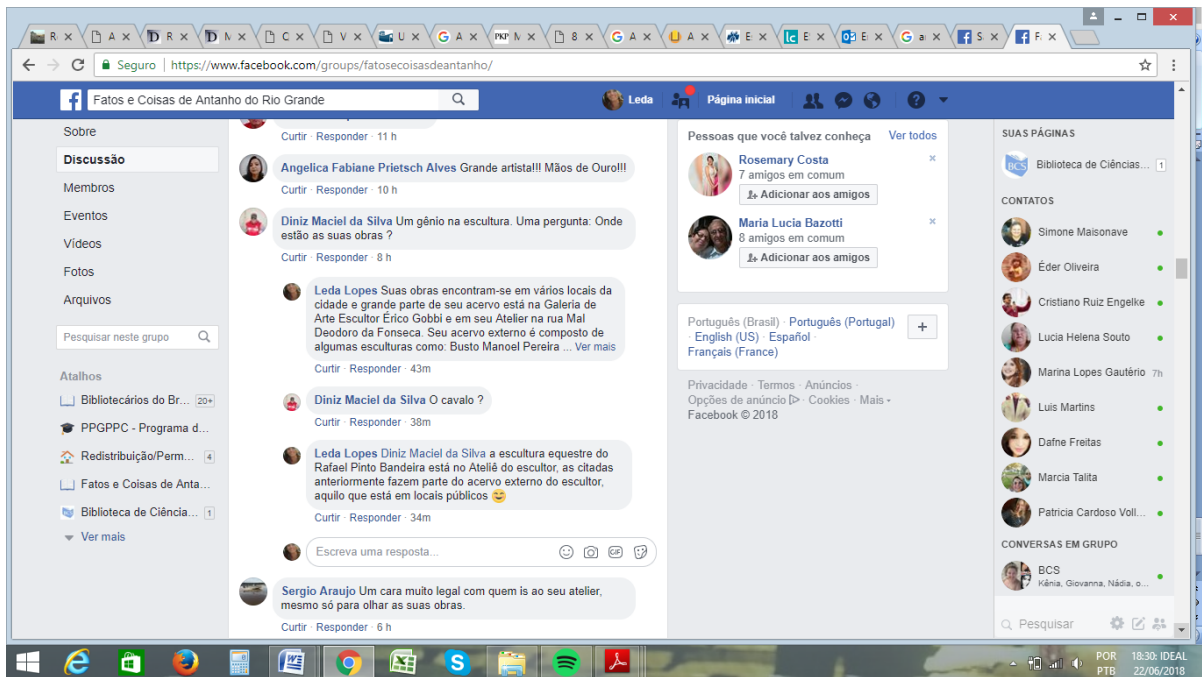 R
A
D R
D N
C
V
U
G A
PKP N
8
G A
A
E
lc E
E
G ar
S
F
Seguro | https://www.facebook.com/groups/fatosecoisasdeantanho/
Fatos e Coisas de Antanho do Rio Grande
Leda
Página inicial
Sobre
Discussão
Membros
Eventos
Vídeos
Fotos
Arquivos
Pesquisar neste grupo
Atalhos
Bibliotecários do Br... 20+
PPGPPC - Programa d...
Redistribuição/Perm... 4
Fatos e Coisas de Anta...
Biblioteca de Ciência... 1
Ver mais
Curtir · Responder · 11 h
Angelica Fabiane Prietsch Alves Grande artista!!! Mãos de Ouro!!!
Curtir · Responder · 10 h
Diniz Maciel da Silva Um gênio na escultura. Uma pergunta: Onde
estão as suas obras ?
Curtir · Responder · 8 h
Leda Lopes Suas obras encontram-se em vários locais da
cidade e grande parte de seu acervo está na Galeria de
Arte Escultor Érico Gobbi e em seu Atelier na rua Mal
Deodoro da Fonseca. Seu acervo externo é composto de
algumas esculturas como: Busto Manoel Pereira ... Ver mais
Curtir · Responder · 43m
Diniz Maciel da Silva O cavalo ?
Curtir · Responder · 38m
Leda Lopes Diniz Maciel da Silva a escultura equestre do
Rafael Pinto Bandeira está no Ateliê do escultor, as citadas
anteriormente fazem parte do acervo externo do escultor,
aquilo que está em locais públicos 😅
Curtir · Responder · 34m
Escreva uma resposta...
GIF
Sergio Araujo Um cara muito legal com quem is ao seu atelier,
mesmo só para olhar as suas obras.
Curtir · Responder · 6 h
Pessoas que você talvez conheça Ver todos
Rosemary Costa
7 amigos em comum
Adicionar aos amigos
Maria Lucia Bazotti
8 amigos em comum
Adicionar aos amigos
Português (Brasil) · Português (Portugal)
· English (US) · Español ·
Français (France)
Privacidade · Termos · Anúncios ·
Opções de anúncio · Cookies · Mais
Facebook © 2018
SUAS PÁGINAS
BCS
Biblioteca de Ciências... 1
CONTATOS
Simone Maisonave
Éder Oliveira
Cristiano Ruiz Engelke
Lucia Helena Souto
Marina Lopes Gautério 7h
Luis Martins
Dafne Freitas
Marcia Talita
Patricia Cardoso Voll...
CONVERSAS EM GRUPO
BCS
Kênia, Giovanna, Nádia, o...
Pesquisar
POR
PTB
18:30: IDEAL
22/06/2018